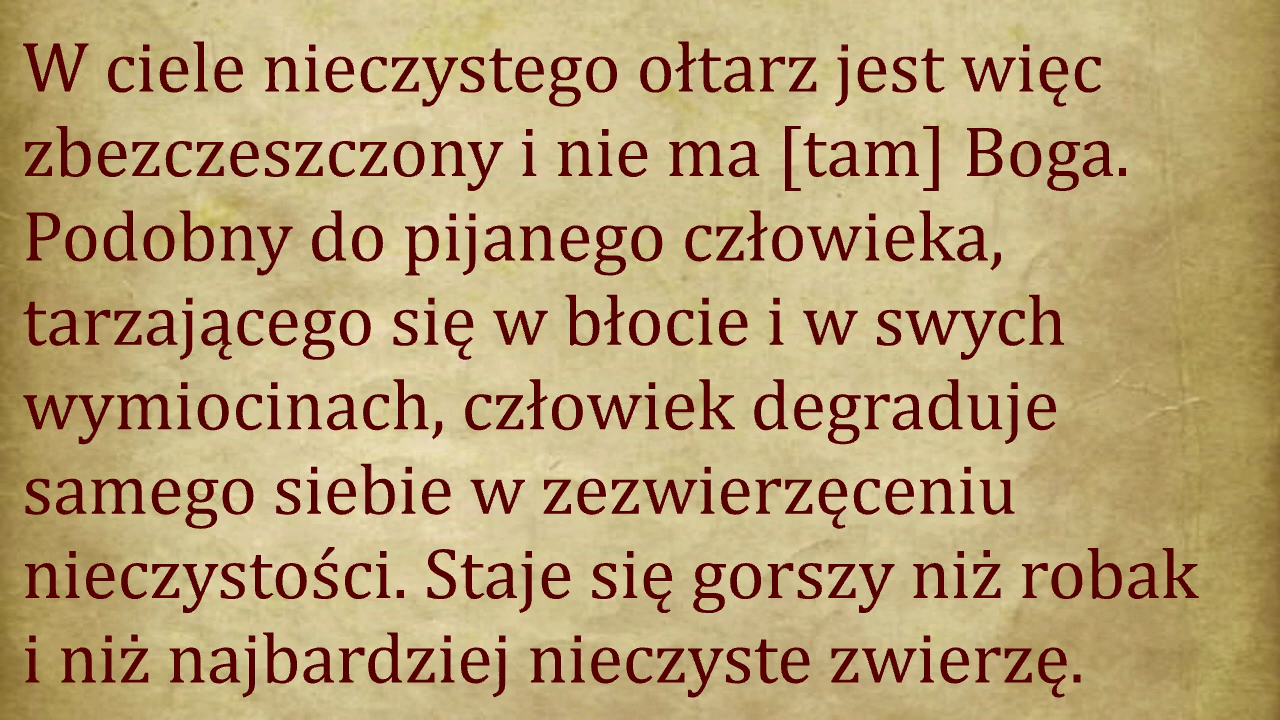 W ciele nieczystego ołtarz jest więc
zbezczeszczony i nie ma [tam] Boga.
Podobny do pijanego człowieka,
tarzającego się w błocie i w swych
wymiocinach, człowiek degraduje
samego siebie w zezwierzęceniu
nieczystości. Staje się gorszy niż robak
i niż najbardziej nieczyste zwierzę.